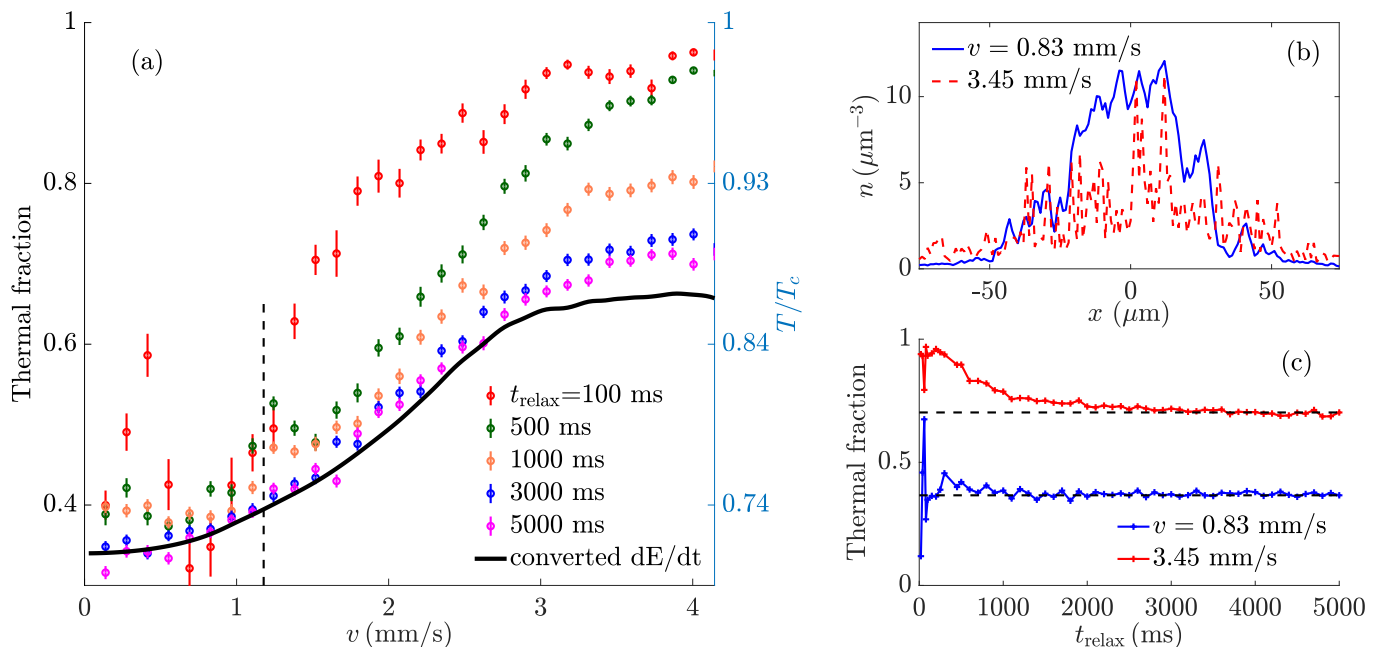 (a)
Thermal fraction
1
0.8
0.6
0.4
0
1
2
3
4
v (mm/s)
1
0.93
0.84
0.74
T/T_c
t_relax=100 ms
500 ms
1000 ms
3000 ms
5000 ms
converted dE/dt
(b)
v = 0.83 mm/s
3.45 mm/s
n (μm⁻³)
10
5
0
-50
0
50
x (μm)
(c)
Thermal fraction
1
0.5
0
v = 0.83 mm/s
3.45 mm/s
0
1000
2000
3000
4000
5000
t_relax (ms)